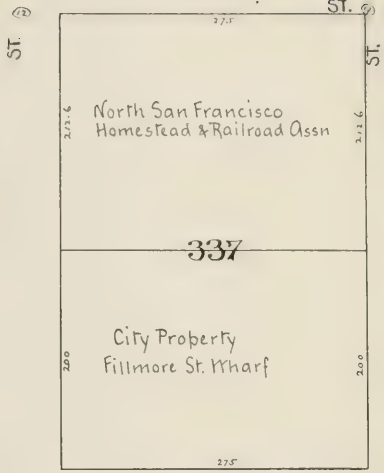 ST.
12
275
ST.
ST.
212.6
North San Francisco
Homestead & Railroad Assn
212.6
337
City Property
Fillmore St. Wharf
200
200
275